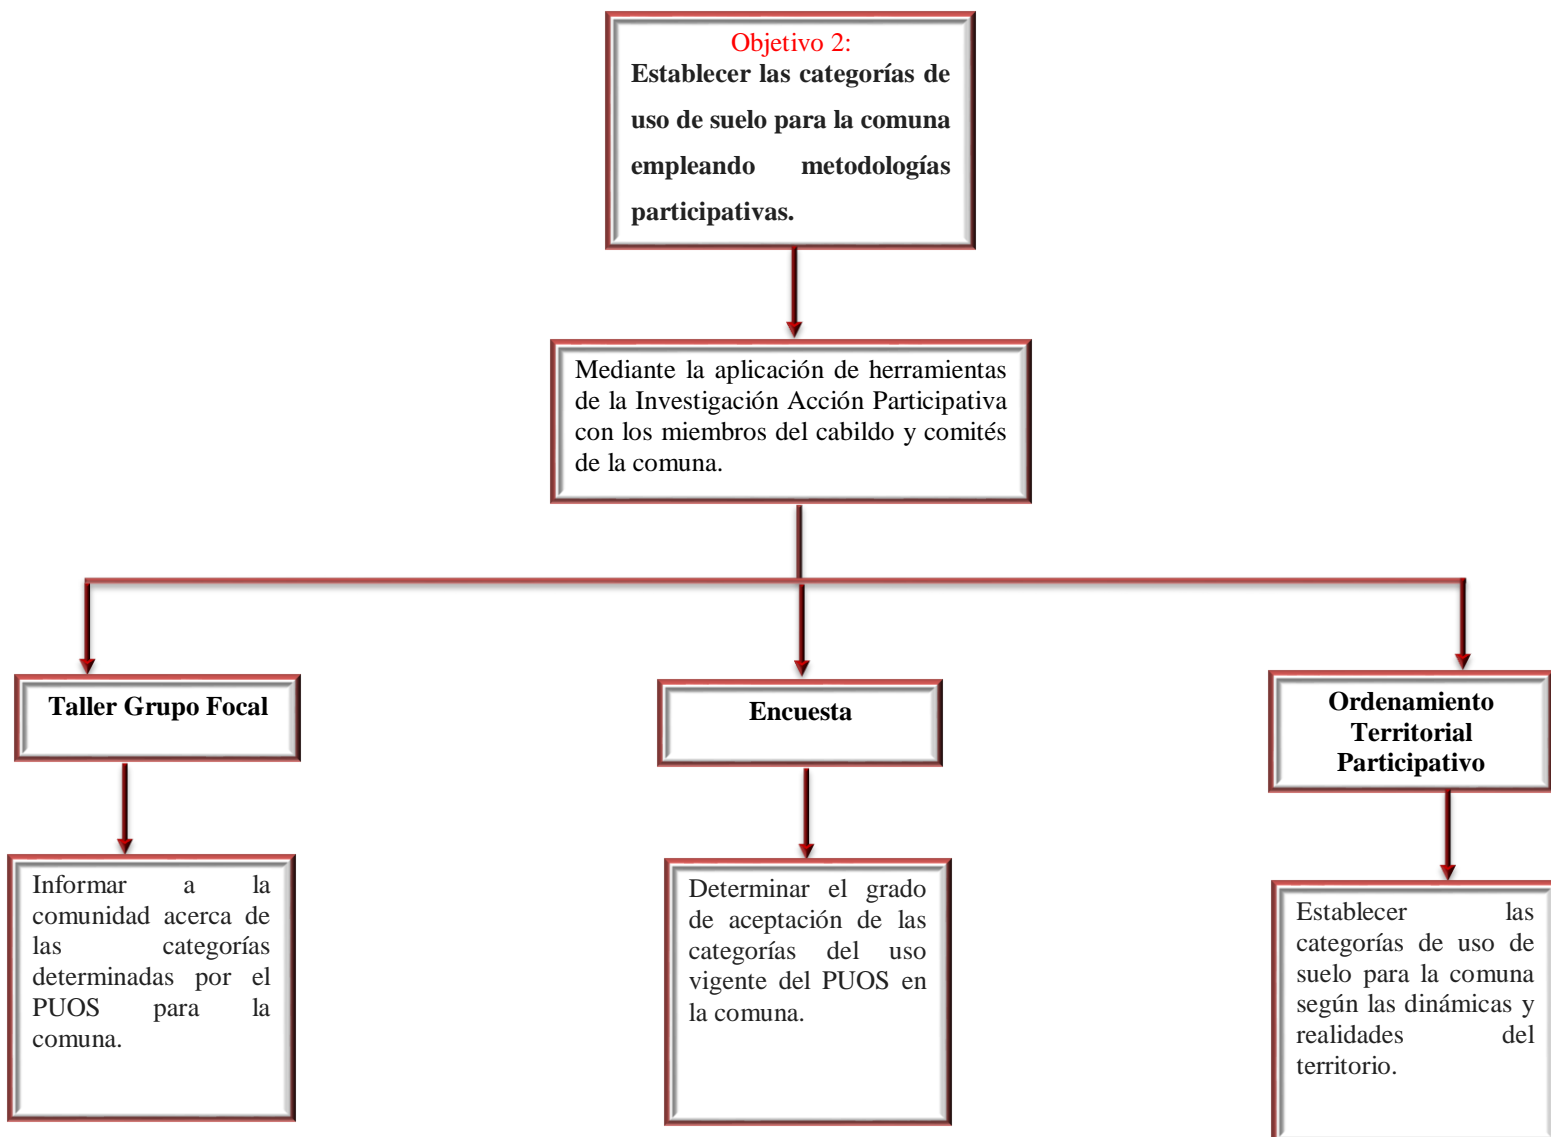 Objetivo 2:
Establecer las categorías de
uso de suelo para la comuna
empleando metodologías
participativas.
Mediante la aplicación de herramientas
de la Investigación Acción Participativa
con los miembros del cabildo y comités
de la comuna.
Taller Grupo Focal
Encuesta
Ordenamiento
Territorial
Participativo
Informar a la
comunidad acerca de
las categorías
determinadas por el
PUOS para la
comuna.
Determinar el grado
de aceptación de las
categorías del uso
vigente del PUOS en
la comuna.
Establecer las
categorías de uso de
suelo para la comuna
según las dinámicas y
realidades del
territorio.